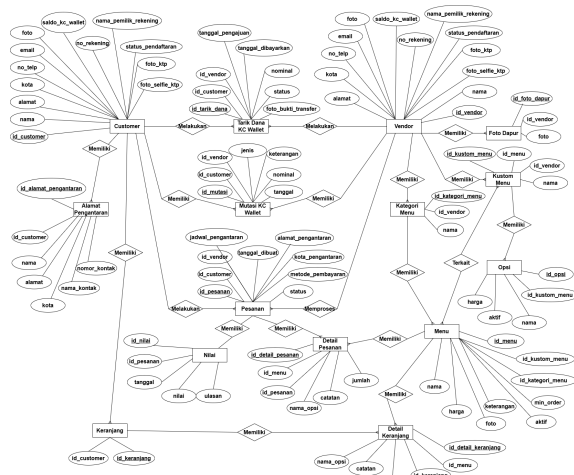 foto
saldo_kc_wallet
nama_pemilik_rekening
email
no_rekening
status_pendaftaran
no_telp
foto_ktp
kota
foto_selfie_ktp
alamat
nama
id_customer
Customer
tanggal_pengajuan
tanggal_dibayarkan
id_vendor
nominal
id_customer
status
id_tarik_dana
foto_bukti_transfer
Melakukan
Tarik Dana
KC Wallet
Melakukan
foto
saldo_kc_wallet
nama_pemilik_rekening
email
no_rekening
status_pendaftaran
no_telp
foto_ktp
kota
foto_selfie_ktp
alamat
nama
id_vendor
Vendor
Memiliki
Foto Dapur
id_foto_dapur
id_vendor
foto
Memiliki
jenis
keterangan
id_vendor
id_customer
nominal
id_mutasi
tanggal
Memiliki
Mutasi KC
Wallet
Memiliki
Memiliki
id_kustom_menu
id_menu
id_vendor
Memiliki
Kustom
Menu
nama
id_alamat_pengantaran
Alamat
Pengantaran
id_customer
nama
alamat
kota
nama_kontak
nomor_kontak
Memiliki
id_kategori_menu
Kategori
Menu
id_vendor
nama
Memiliki
Terkait
Memiliki
Opsi
id_opsi
id_kustom_menu
nama
aktif
harga
jadwal_pengantaran
alamat_pengantaran
tanggal_dibuat
id_vendor
kota_pengantaran
id_customer
metode_pembayaran
id_pesanan
status
Melakukan
Pesanan
Memproses
Memiliki
Memiliki
id_nilai
id_pesanan
Nilai
tanggal
nilai
ulasan
id_detail_pesanan
Detail
Pesanan
Memiliki
id_menu
id_pesanan
nama_opsi
catatan
jumlah
Menu
id_menu
id_kustom_menu
id_kategori_menu
min_order
aktif
keterangan
foto
harga
nama
Memiliki
Keranjang
id_customer
id_keranjang
Memiliki
Detail
Keranjang
id_detail_keranjang
id_menu
nama_opsi
catatan